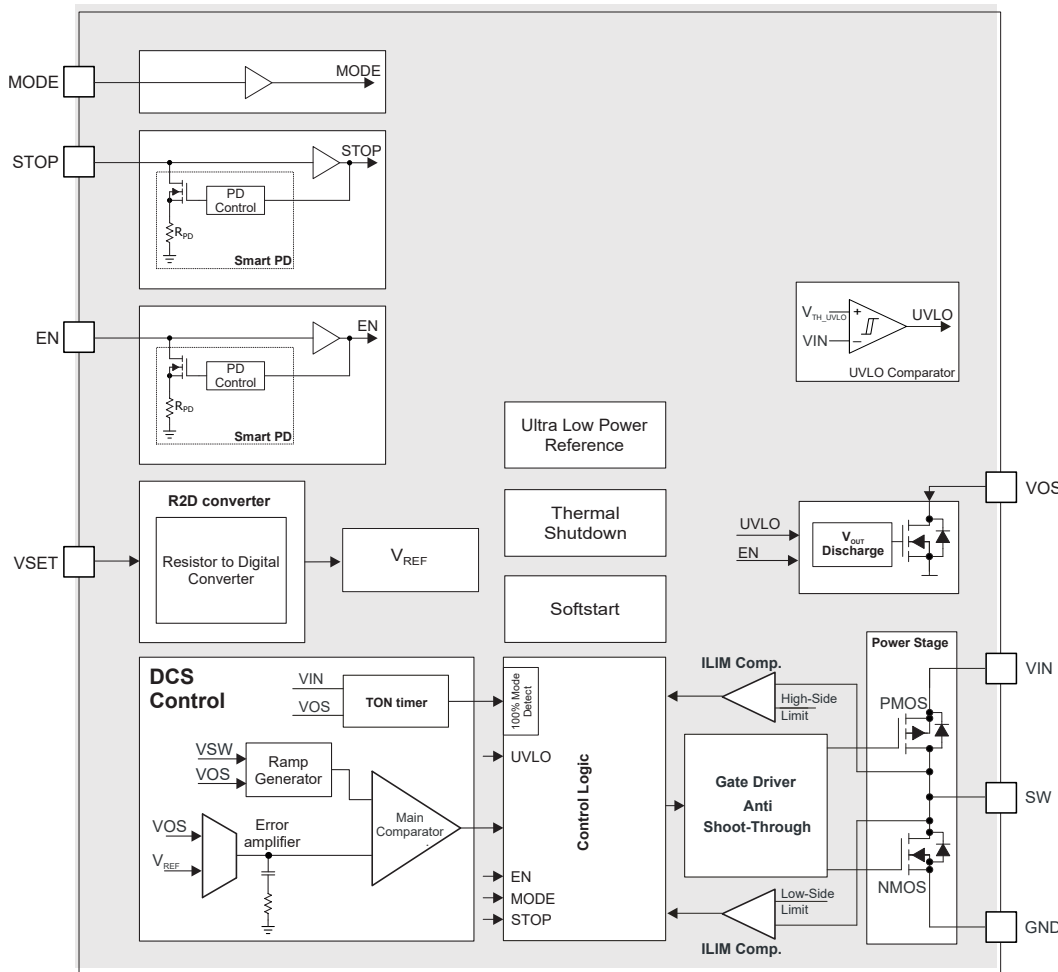 MODE
MODE
STOP
STOP
PD
Control
RPD
Smart PD
EN
EN
PD
Control
RPD
Smart PD
VTH_UVLO
+
VIN
−
UVLO
UVLO Comparator
Ultra Low Power
Reference
R2D converter
Resistor to Digital
Converter
VSET
VREF
Thermal
Shutdown
Softstart
VOS
UVLO
EN
VOUT
Discharge
DCS
Control
VIN
VOS
TON timer
100% Mode
Detect
VSW
VOS
Ramp
Generator
UVLO
VOS
VREF
Error
amplifier
Main
Comparator
Control Logic
EN
MODE
STOP
ILIM Comp.
High-Side
Limit
Gate Driver
Anti
Shoot-Through
Low-Side
Limit
ILIM Comp.
Power Stage
PMOS
NMOS
VIN
SW
GND